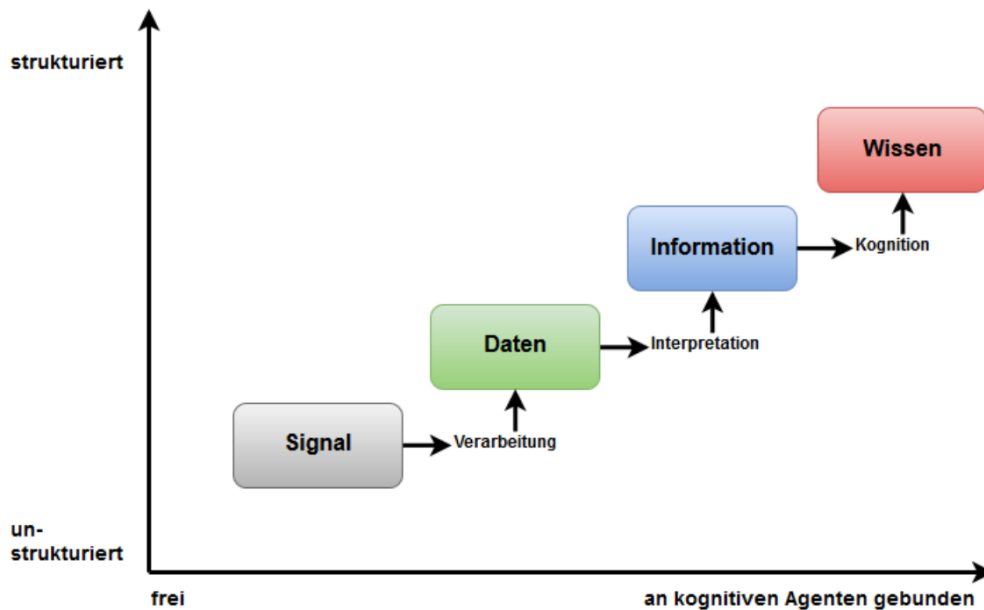 strukturiert
Wissen
Information
Kognition
Daten
Interpretation
Signal
Verarbeitung
un-
strukturiert
frei
an kognitiven Agenten gebunden